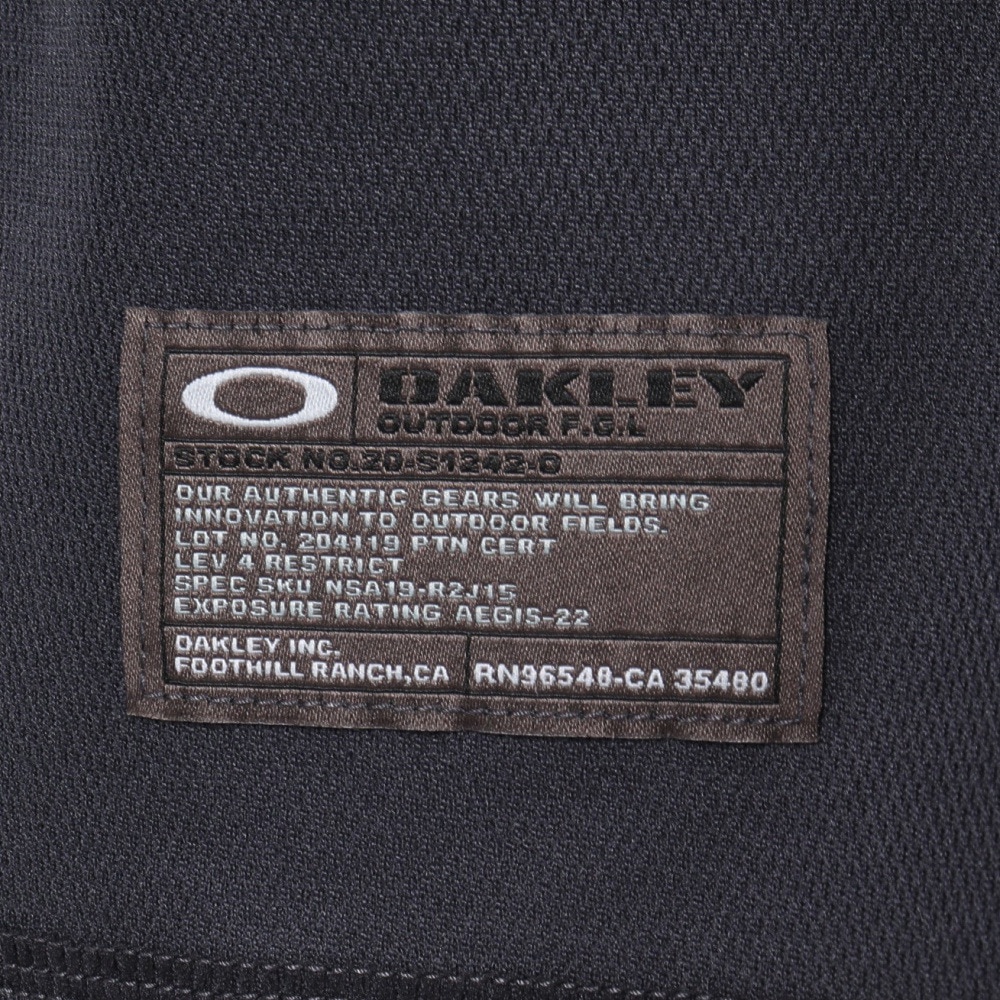 OAKLEY
OUTDOOR F.G.L
STOCK NO.20-S1242-0
OUR AUTHENTIC GEARS WILL BRING
INNOVATION TO OUTDOOR FIELDS.
LOT NO. 204119 PTN CERT
LEV 4 RESTRICT
SPEC SKU NSA19-R2J15
EXPOSURE RATING AEGIS-22
OAKLEY INC.
FOOTHILL RANCH,CA
RN96548-CA 35480